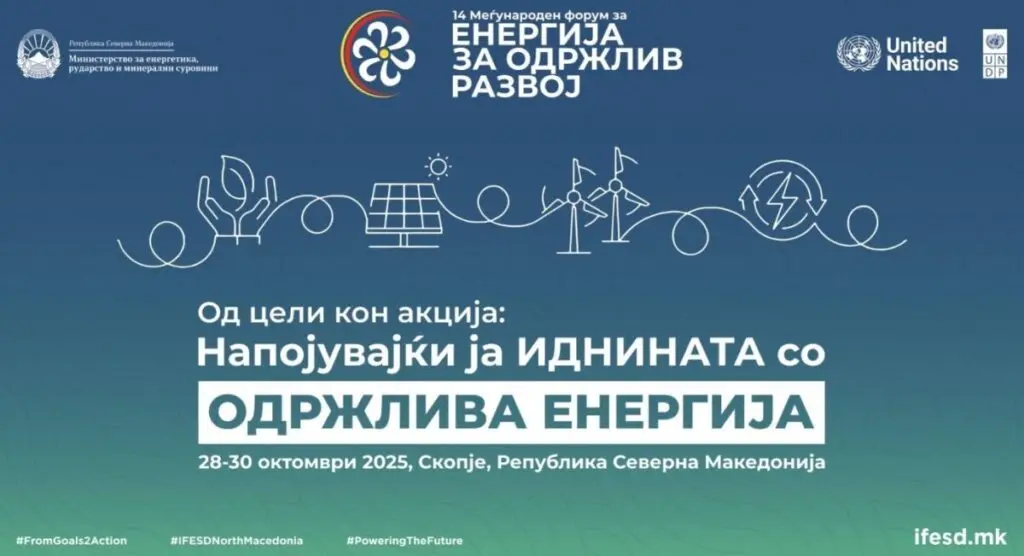 Република Северна Македонија
Министерство за енергетика,
рударство и минерални суровини
14 Меѓународен форум за
ЕНЕРГИЈА
ЗА ОДРЖЛИВ
РАЗВОЈ
United
Nations
U N
D P
Од цели кон акција:
Напојувајќи ја ИДНИНАТА со
ОДРЖЛИВА ЕНЕРГИЈА
28-30 октомври 2025, Скопје, Република Северна Македонија
#FromGoals2Action
#IFESDNorthMacedonia
#PoweringTheFuture
ifesd.mk